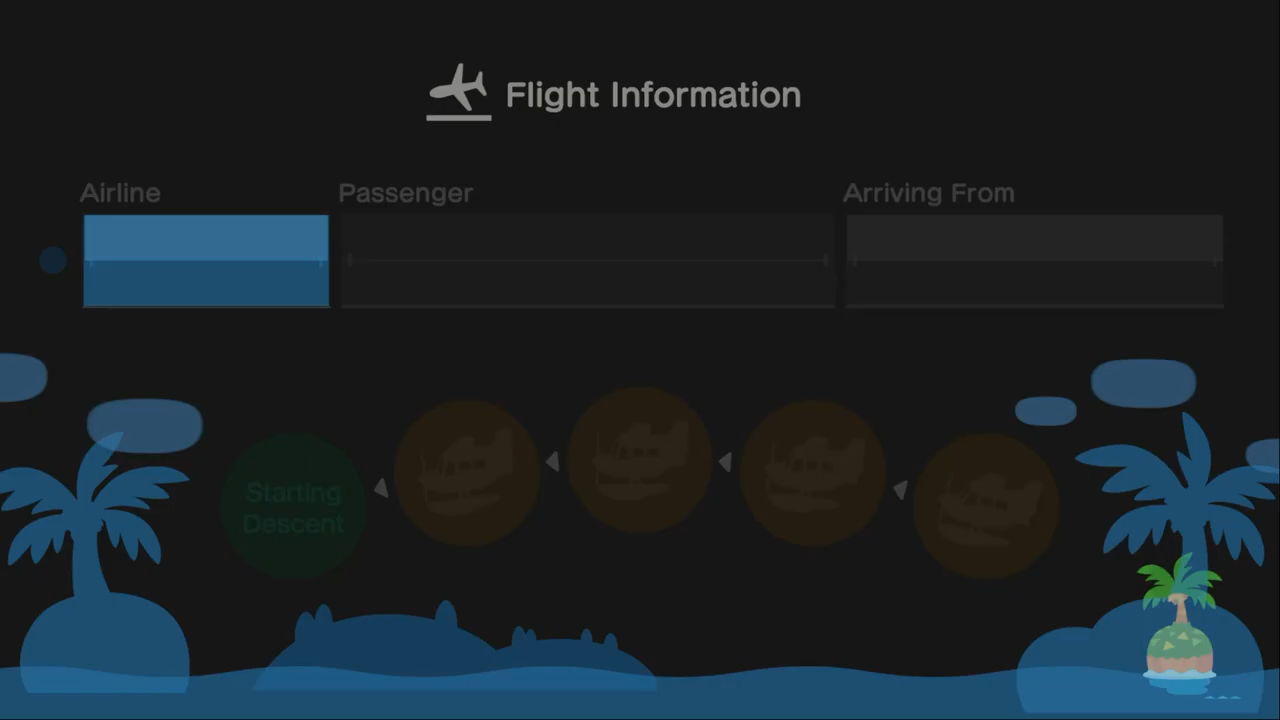 Flight Information
Airline
Passenger
Arriving From
Starting
Descent